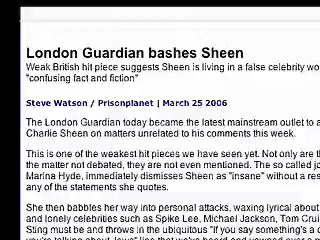 London Guardian bashes Sheen
Weak British hit piece suggests Sheen is living in a false celebrity wo
"confusing fact and fiction"
Steve Watson / Prisonplanet | March 25 2006
The London Guardian today became the latest mainstream outlet to a
Charlie Sheen on matters unrelated to his comments this week.
This is one of the weakest hit pieces we have seen yet. Not only are th
the matter not debated, they are not even mentioned. The so called jo
Marina Hyde, immediately dismisses Sheen as "insane" without a res
any of the statements she quotes.
She then babbles her way into personal attacks, waxing lyrical about
and lonely celebrities such as Spike Lee, Michael Jackson, Tom Crui
Sting must be and throws in the ubiquitous "If you say something's a c